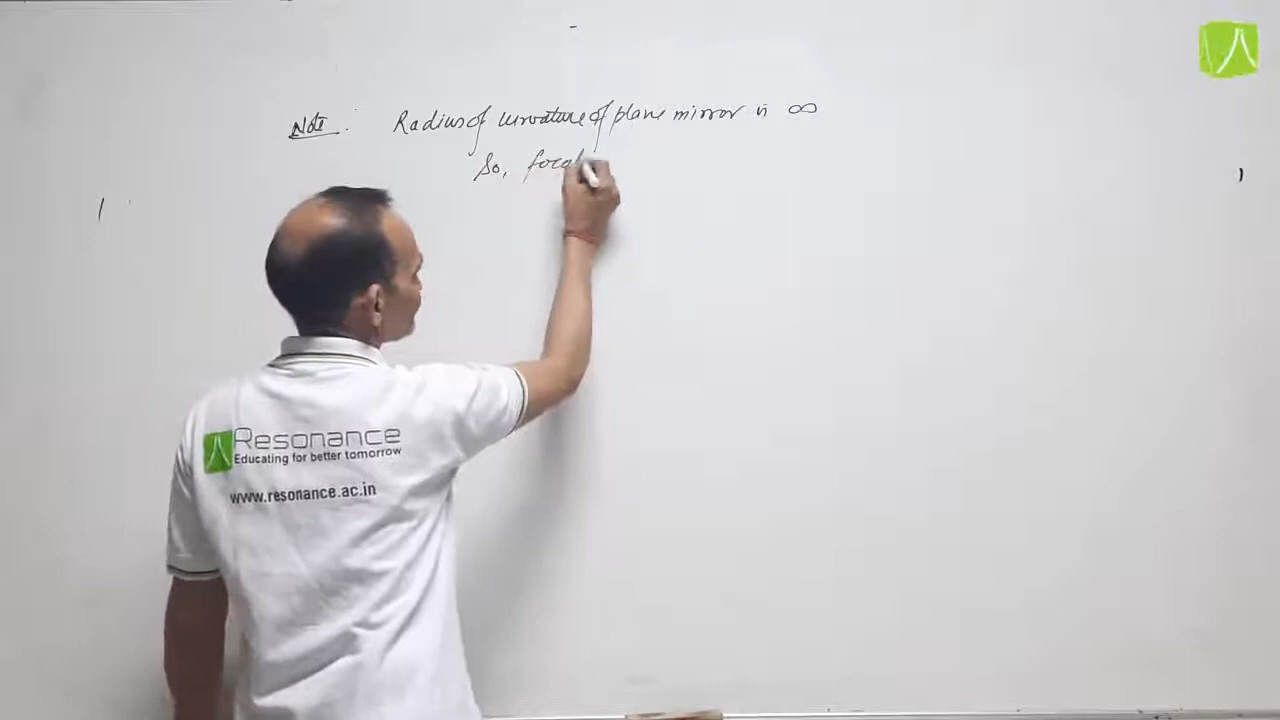 Note : Radius of curvature of plane mirror is ∞
So, focal
Resonance
Educating for better tomorrow
www.resonance.ac.in